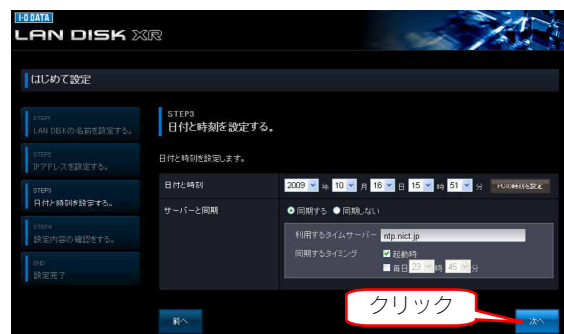 I-O DATA
LAN DISK XR
はじめて設定
STEP1
LAN DISKの名前を設定する。
STEP2
IPアドレスを設定する。
STEP3
日付と時刻を設定する。
STEP4
設定内容の確認をする。
END
設定完了
STEP3
日付と時刻を設定する。
日付と時刻を設定します。
日付と時刻 2009 年 10 月 16 日 15 時 51 分 PCの時刻を設定
サーバーと同期 同期する 同期しない
利用するタイムサーバー ntp.nict.jp
同期するタイミング 起動時
毎日 23 時 45 分
クリック
前へ 次へ